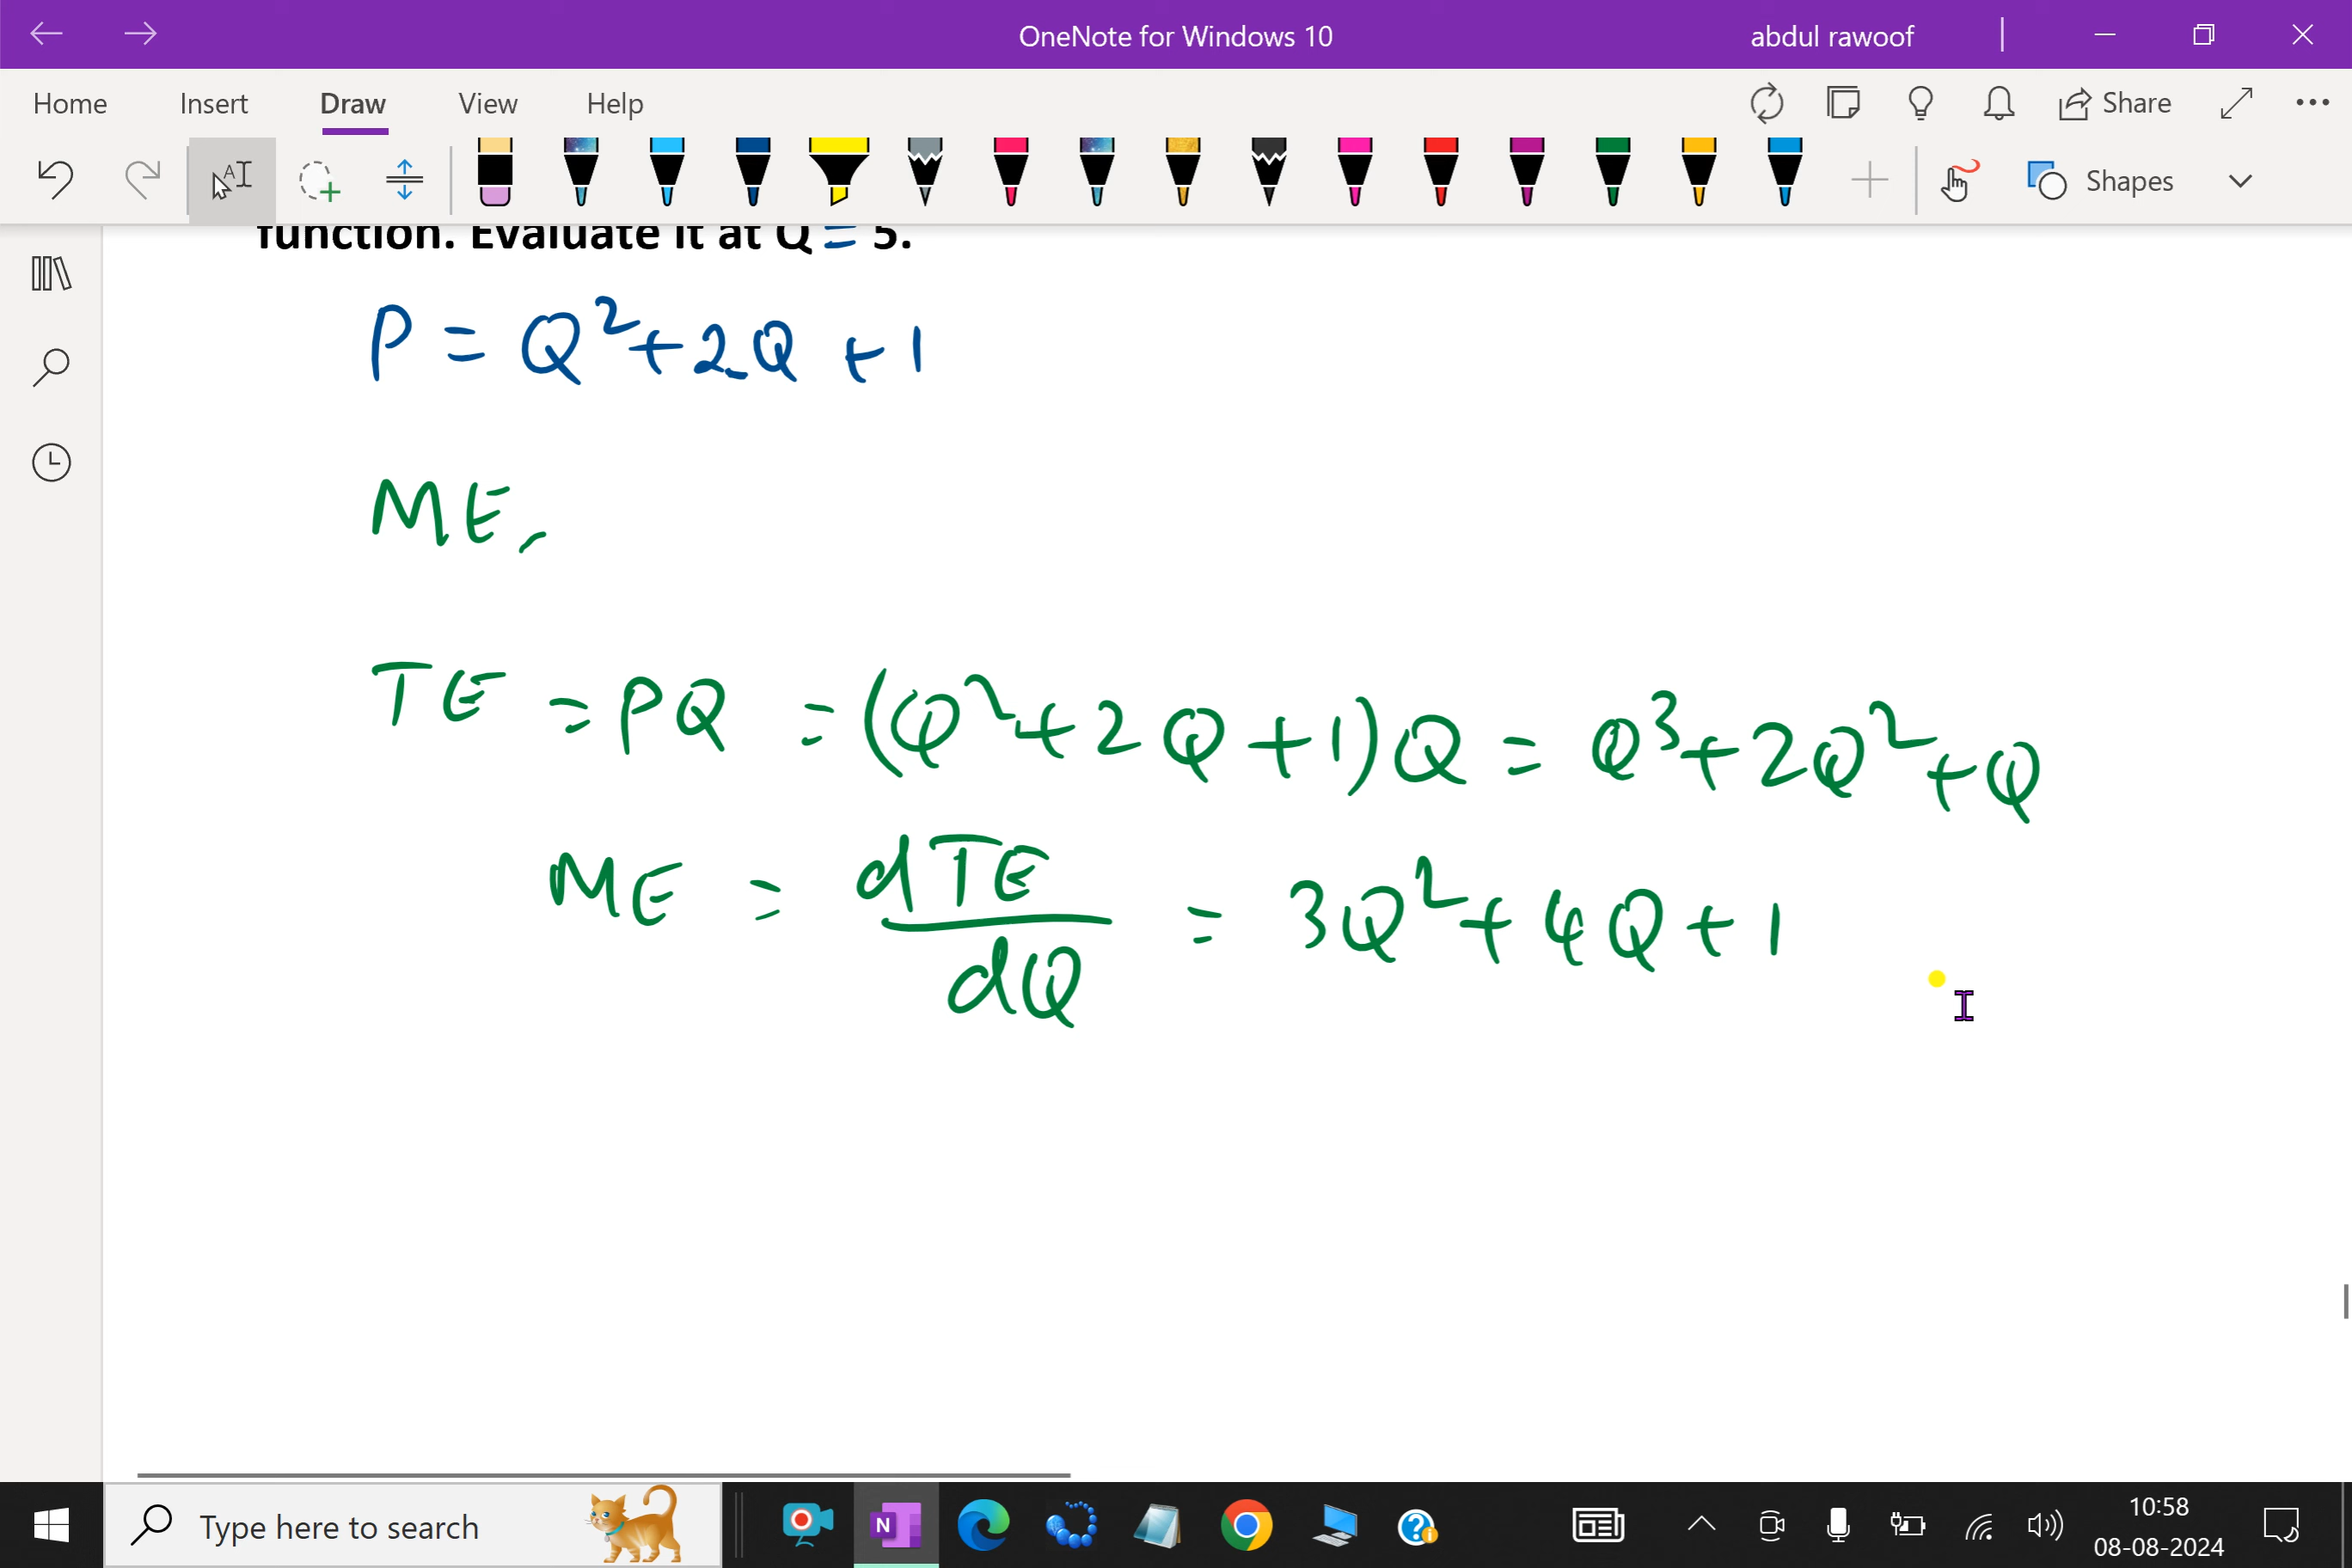 OneNote for Windows 10
abdul rawoof
Home Insert Draw View Help
Share
Shapes
function. Evaluate it at Q = 5.
P = Q² + 2Q + 1
ME,
TE = PQ = (Q² + 2Q + 1)Q = Q³ + 2Q² + Q
ME = dTE/dQ = 3Q² + 4Q + 1
Type here to search
10:58
08-08-2024